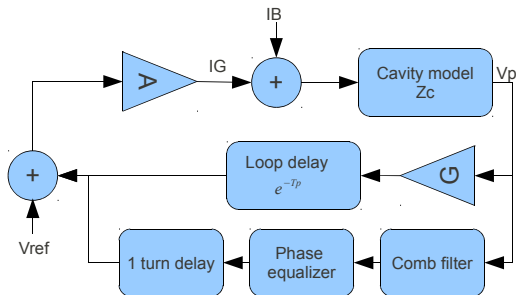 IB
A
IG
+
Cavity model
Zc
Vp
Loop delay
e^{-Tp}
G
+
Vref
1 turn delay
Phase
equalizer
Comb filter